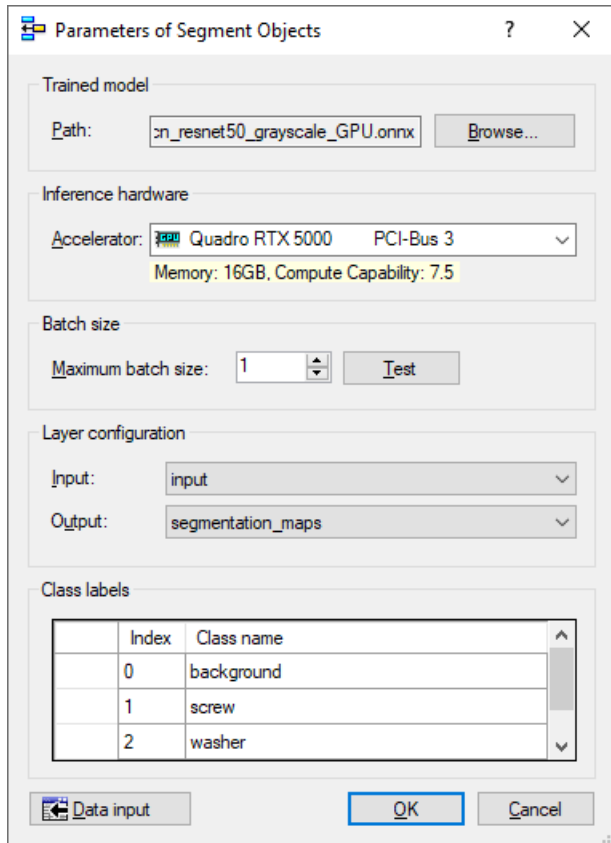 Parameters of Segment Objects
Trained model
Path: cn_resnet50_grayscale_GPU.onnx Browse...
Inference hardware
Accelerator: GPU Quadro RTX 5000 PCI-Bus 3
Memory: 16GB, Compute Capability: 7.5
Batch size
Maximum batch size: 1 Test
Layer configuration
Input: input
Output: segmentation_maps
Class labels
Index Class name
0 background
1 screw
2 washer
Data input OK Cancel